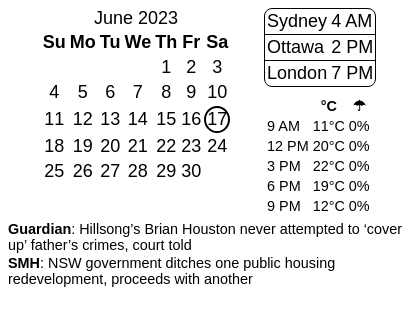 June 2023
Su Mo Tu We Th Fr Sa
1 2 3
4 5 6 7 8 9 10
11 12 13 14 15 16 17
18 19 20 21 22 23 24
25 26 27 28 29 30
Sydney 4 AM
Ottawa 2 PM
London 7 PM
°C ☂
9 AM 11°C 0%
12 PM 20°C 0%
3 PM 22°C 0%
6 PM 19°C 0%
9 PM 12°C 0%
Guardian: Hillsong’s Brian Houston never attempted to ‘cover
up’ father’s crimes, court told
SMH: NSW government ditches one public housing
redevelopment, proceeds with another